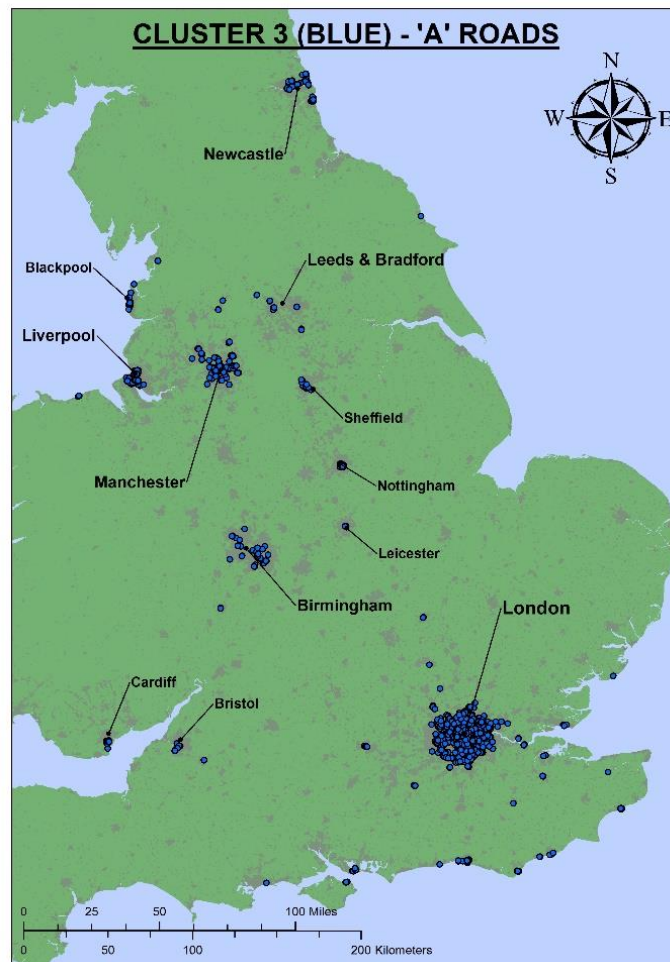 CLUSTER 3 (BLUE) - 'A' ROADS
N
W
E
S
Newcastle
Blackpool
Leeds & Bradford
Liverpool
Sheffield
Manchester
Nottingham
Leicester
Birmingham
London
Cardiff
Bristol
0 25 50 100 Miles
0 50 100 200 Kilometers